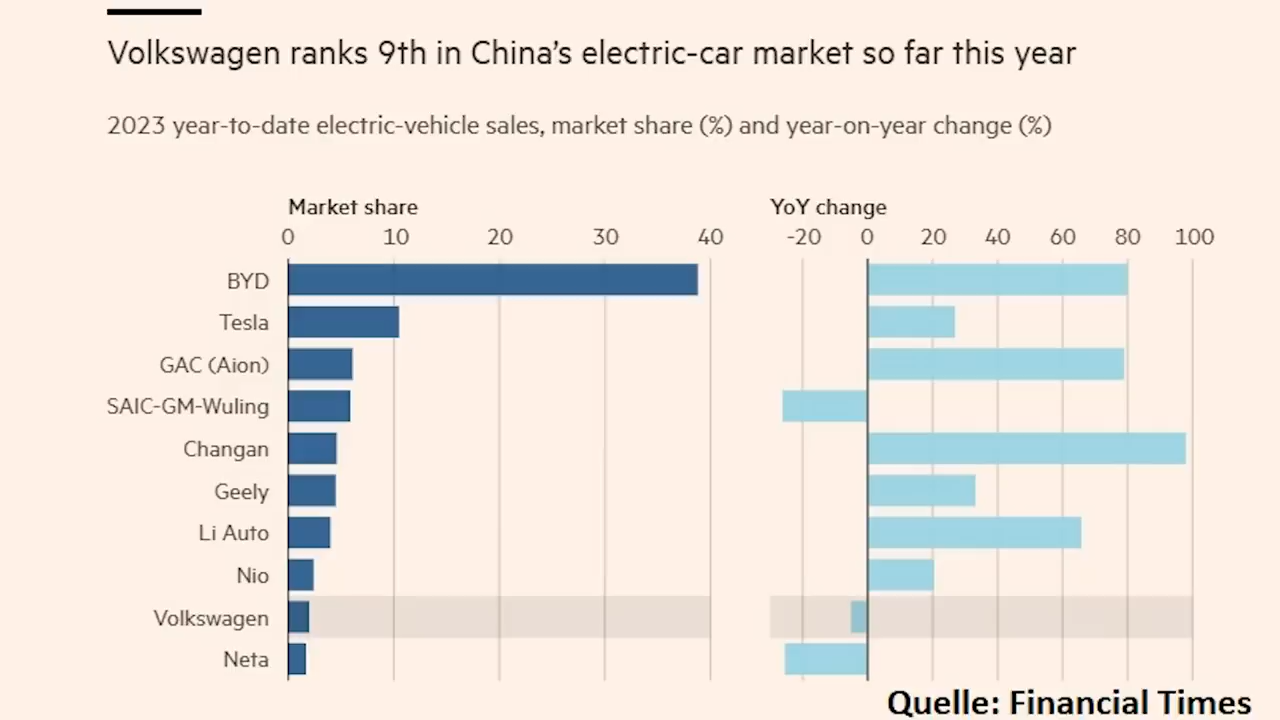 Volkswagen ranks 9th in China’s electric-car market so far this year
2023 year-to-date electric-vehicle sales, market share (%) and year-on-year change (%)
Market share
0 10 20 30 40
YoY change
-20 0 20 40 60 80 100
BYD
Tesla
GAC (Aion)
SAIC-GM-Wuling
Changan
Geely
Li Auto
Nio
Volkswagen
Neta
Quelle: Financial Times